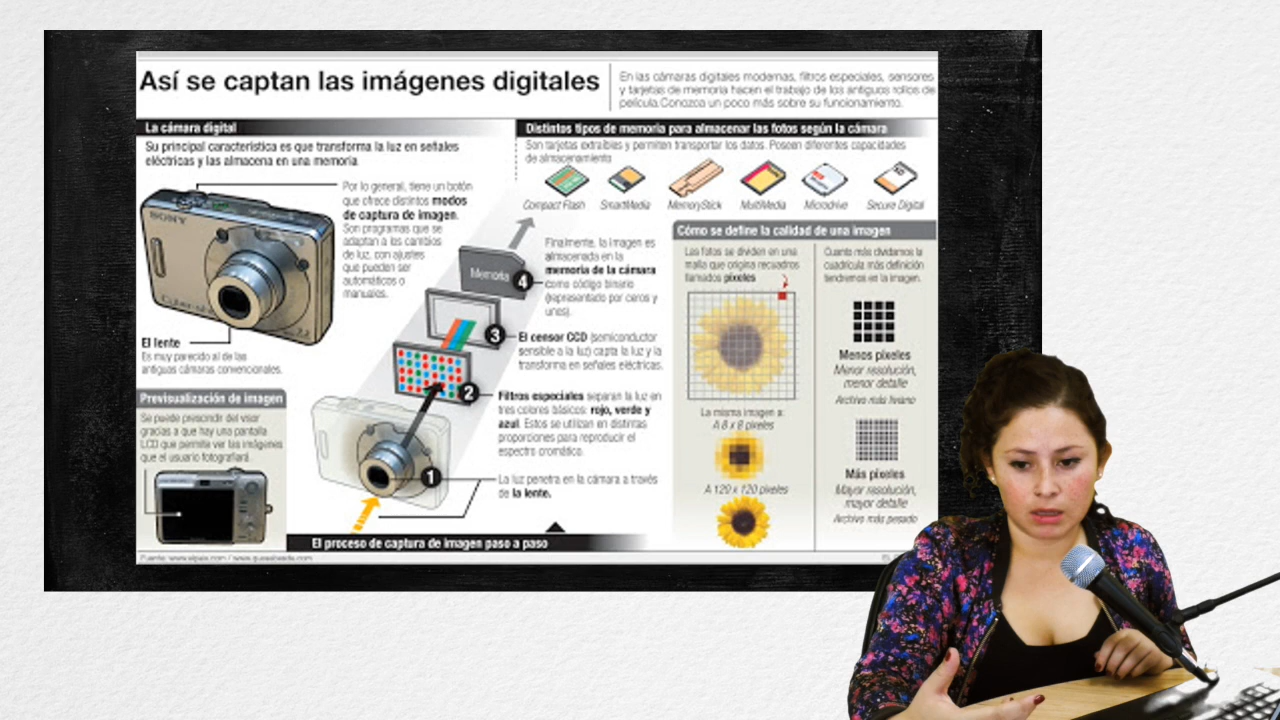 Así se captan las imágenes digitales
En las cámaras digitales modernas, filtros especiales, sensores
y tarjetas de memoria hacen el trabajo de los antiguos rollos de
película. Conozca un poco más sobre su funcionamiento.
La cámara digital
Su principal característica es que transforma la luz en señales
eléctricas y las almacena en una memoria
Por lo general, tiene un botón
que ofrece distintos modos
de captura de imagen.
Son programas que se
adaptan a los cambios
de luz, con ajustes
que pueden ser
automáticos o
manuales.
SONY
El lente
Es muy parecido al de las
antiguas cámaras convencionales.
Previsualización de imagen
Se puede prescindir del visor
gracias a que hay una pantalla
LCD que permite ver las imágenes
que el usuario fotografiará.
Distintos tipos de memoria para almacenar las fotos según la cámara
Son tarjetas extraíbles y permiten transportar los datos. Poseen diferentes capacidades
de almacenamiento
Compact Flash
SmartMedia
MemoryStick
MultiMedia
Microdrive
Secure Digital
SD
Memoria
4
Finalmente, la imagen es
almacenada en la
memoria de la cámara
como código binario
(representado por ceros y
unos).
3
El censor CCD (semiconductor
sensible a la luz) capta la luz y la
transforma en señales eléctricas.
2
Filtros especiales separan la luz en
tres colores básicos: rojo, verde y
azul. Estos se utilizan en distintas
proporciones para reproducir el
espectro cromático.
1
La luz penetra en la cámara a través
de la lente.
El proceso de captura de imagen paso a paso
Cómo se define la calidad de una imagen
Las fotos se dividen en una
malla que origina recuadros
llamados píxeles
La misma imagen a:
A 8 x 8 píxeles
A 120 x 120 píxeles
Cuanto más dividamos la
cuadrícula más definición
tendremos en la imagen.
Menos píxeles
Menor resolución,
menor detalle
Archivo más liviano
Más píxeles
Mayor resolución,
mayor detalle
Archivo más pesado